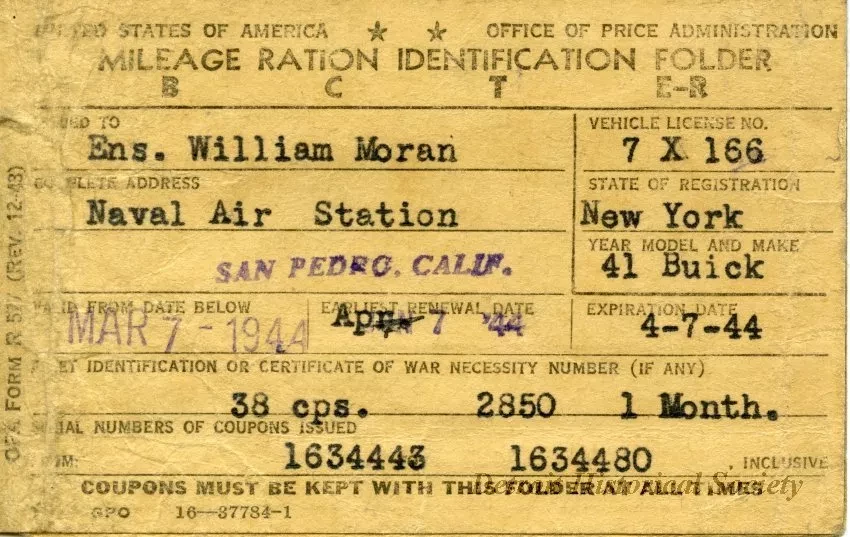 UNITED STATES OF AMERICA ★ ★ OFFICE OF PRICE ADMINISTRATION
MILEAGE RATION IDENTIFICATION FOLDER
B C T E-R
ISSUED TO
Ens. William Moran
VEHICLE LICENSE NO.
7 X 166
COMPLETE ADDRESS
Naval Air Station
STATE OF REGISTRATION
New York
SAN PEDRO, CALIF.
YEAR MODEL AND MAKE
41 Buick
VALID FROM DATE BELOW
MAR 7 - 1944
EARLIEST RENEWAL DATE
Apr. 7 '44
EXPIRATION DATE
4-7-44
FLEET IDENTIFICATION OR CERTIFICATE OF WAR NECESSITY NUMBER (IF ANY)
38 cps. 2850 1 Month.
SERIAL NUMBERS OF COUPONS ISSUED
FROM: 1634443 1634480 , INCLUSIVE
COUPONS MUST BE KEPT WITH THIS FOLDER AT ALL TIMES
GPO 16—37784-1
OPA FORM R 577 (REV. 12-43)
Detroit Historical Society